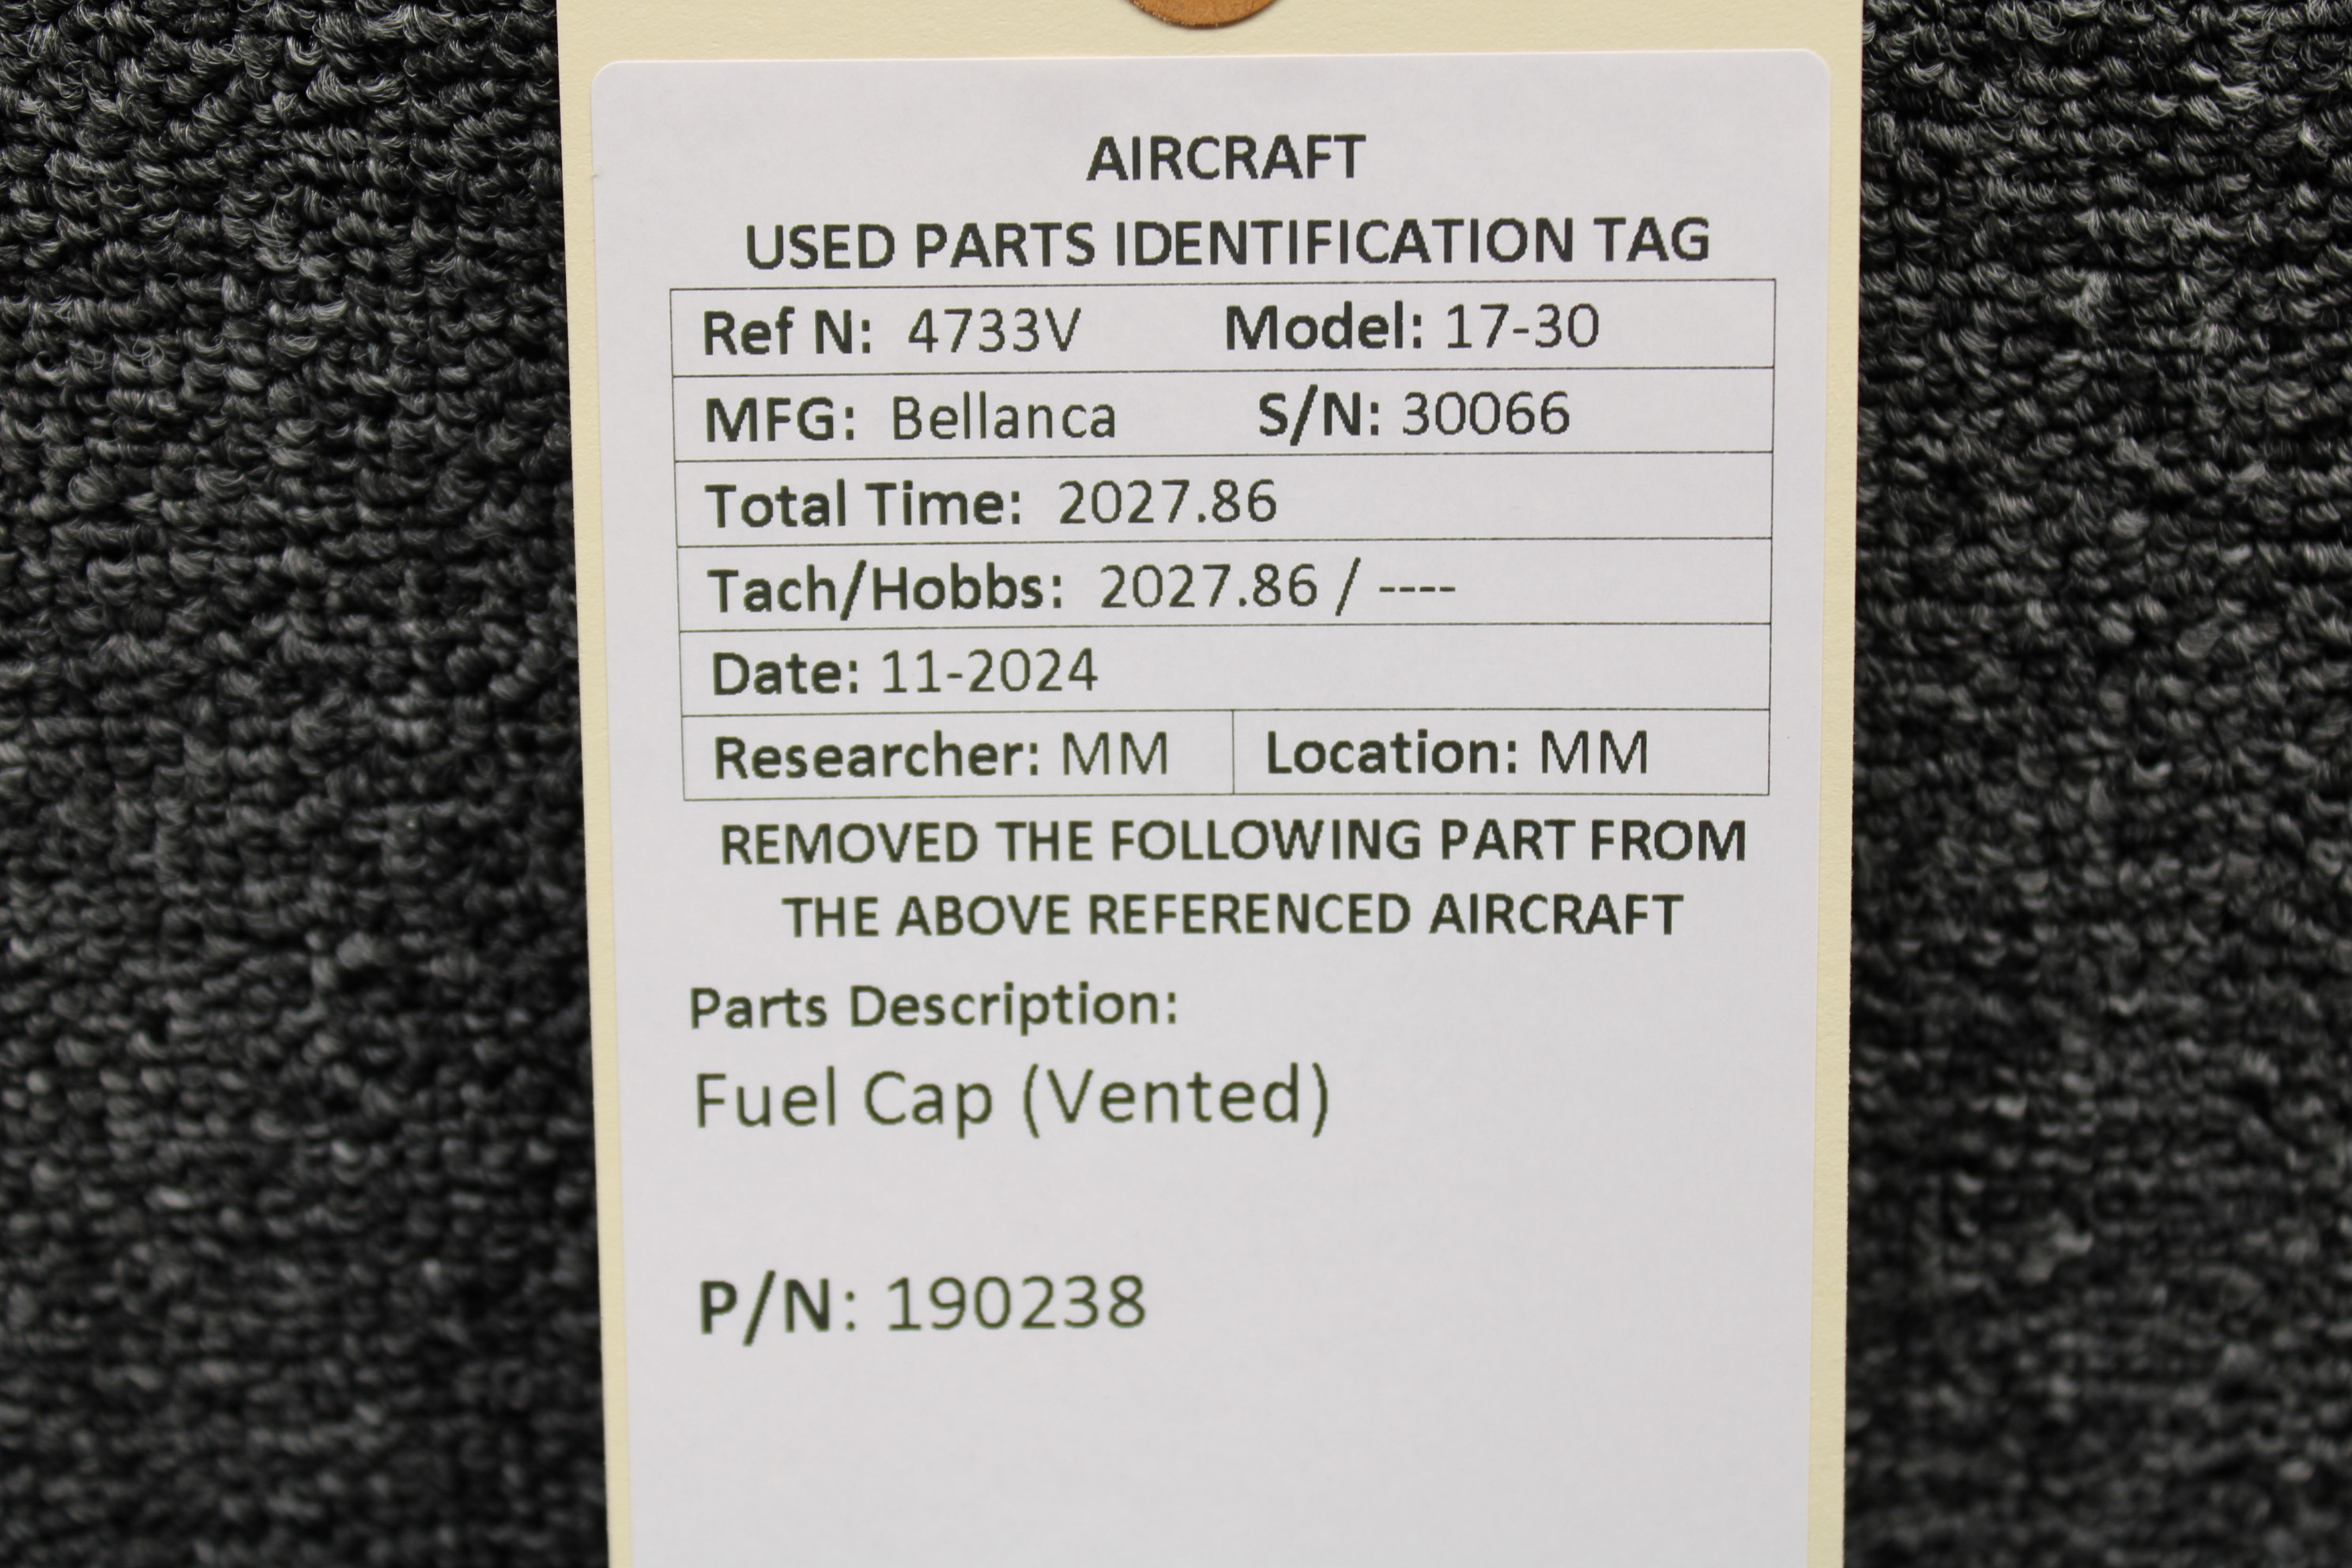 AIRCRAFT
USED PARTS IDENTIFICATION TAG
Ref N: 4733V Model: 17-30
MFG: Bellanca S/N: 30066
Total Time: 2027.86
Tach/Hobbs: 2027.86 / ----
Date: 11-2024
Researcher: MM Location: MM
REMOVED THE FOLLOWING PART FROM
THE ABOVE REFERENCED AIRCRAFT
Parts Description:
Fuel Cap (Vented)
P/N: 190238